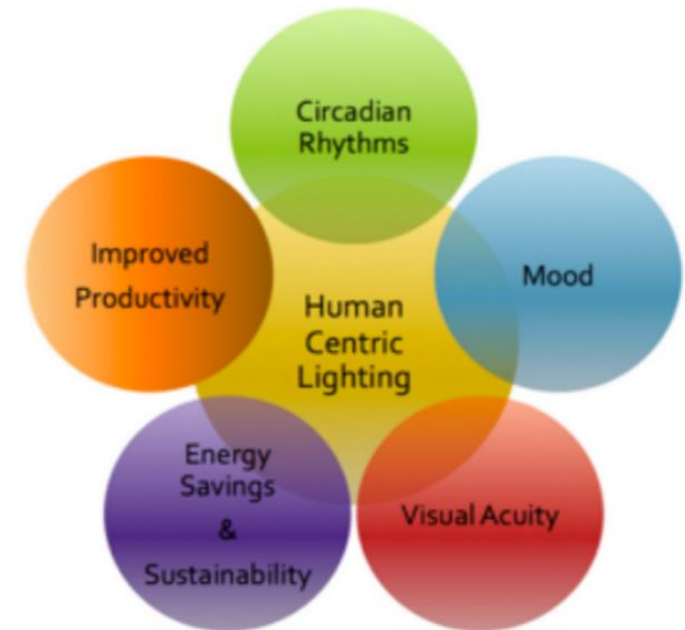 Circadian
Rhythms
Improved
Productivity
Mood
Human
Centric
Lighting
Energy
Savings
&
Sustainability
Visual Acuity